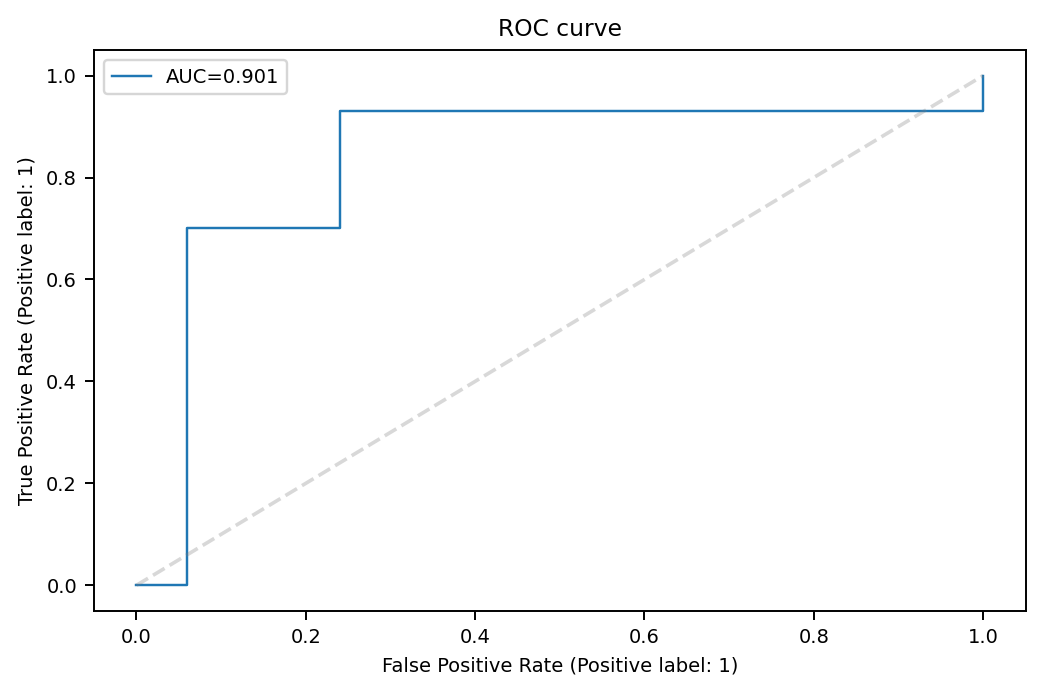 ROC curve
AUC=0.901
True Positive Rate (Positive label: 1)
1.0
0.8
0.6
0.4
0.2
0.0
0.0 0.2 0.4 0.6 0.8 1.0
False Positive Rate (Positive label: 1)